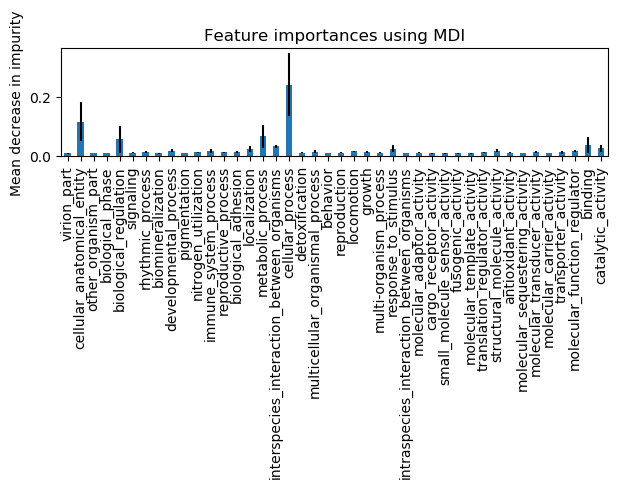 Feature importances using MDI
Mean decrease in impurity
0.2
0.0
virion_part
cellular_anatomical_entity
other_organism_part
biological_phase
biological_regulation
signaling
rhythmic_process
biomineralization
developmental_process
pigmentation
nitrogen_utilization
immune_system_process
reproductive_process
biological_adhesion
localization
metabolic_process
interspecies_interaction_between_organisms
cellular_process
detoxification
multicellular_organismal_process
behavior
reproduction
locomotion
growth
multi-organism_process
response_to_stimulus
intraspecies_interaction_between_organisms
molecular_adaptor_activity
cargo_receptor_activity
small_molecule_sensor_activity
fusogenic_activity
molecular_template_activity
translation_regulator_activity
structural_molecule_activity
antioxidant_activity
molecular_sequestering_activity
molecular_transducer_activity
molecular_carrier_activity
transporter_activity
molecular_function_regulator
binding
catalytic_activity